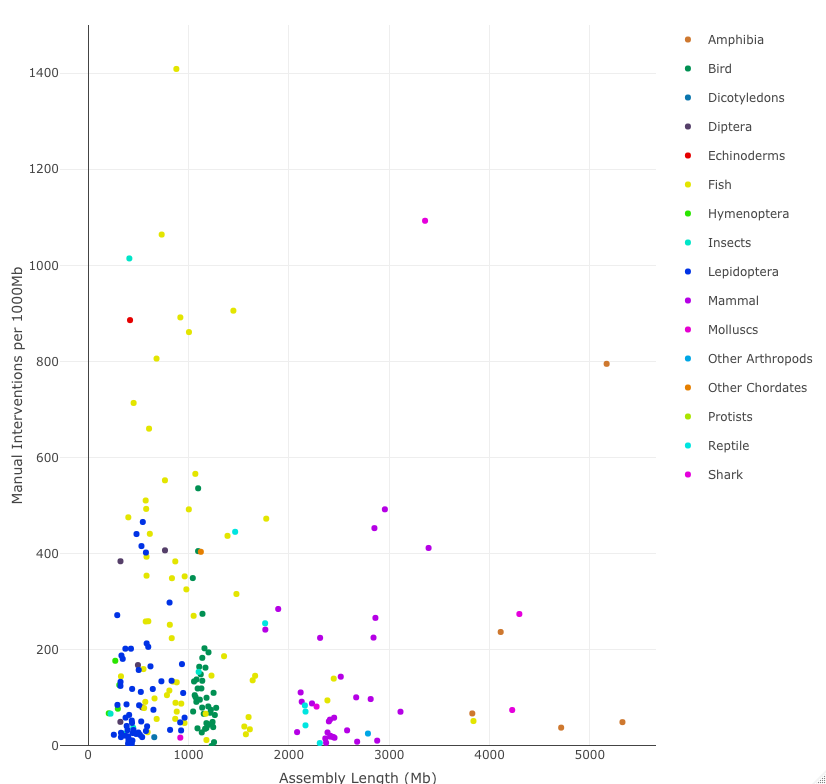 Manual Interventions per 1000Mb
1400
1200
1000
800
600
400
200
0
0
1000
2000
3000
4000
5000
Assembly Length (Mb)
Amphibia
Bird
Dicotyledons
Diptera
Echinoderms
Fish
Hymenoptera
Insects
Lepidoptera
Mammal
Molluscs
Other Arthropods
Other Chordates
Protists
Reptile
Shark